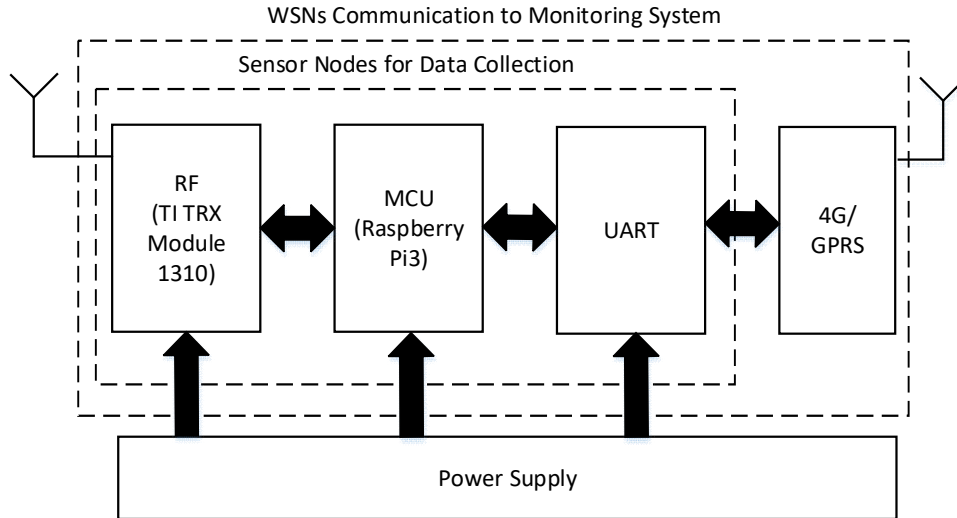 WSNs Communication to Monitoring System
Sensor Nodes for Data Collection
RF
(TI TRX
Module
1310)
MCU
(Raspberry
Pi3)
UART
4G/
GPRS
Power Supply